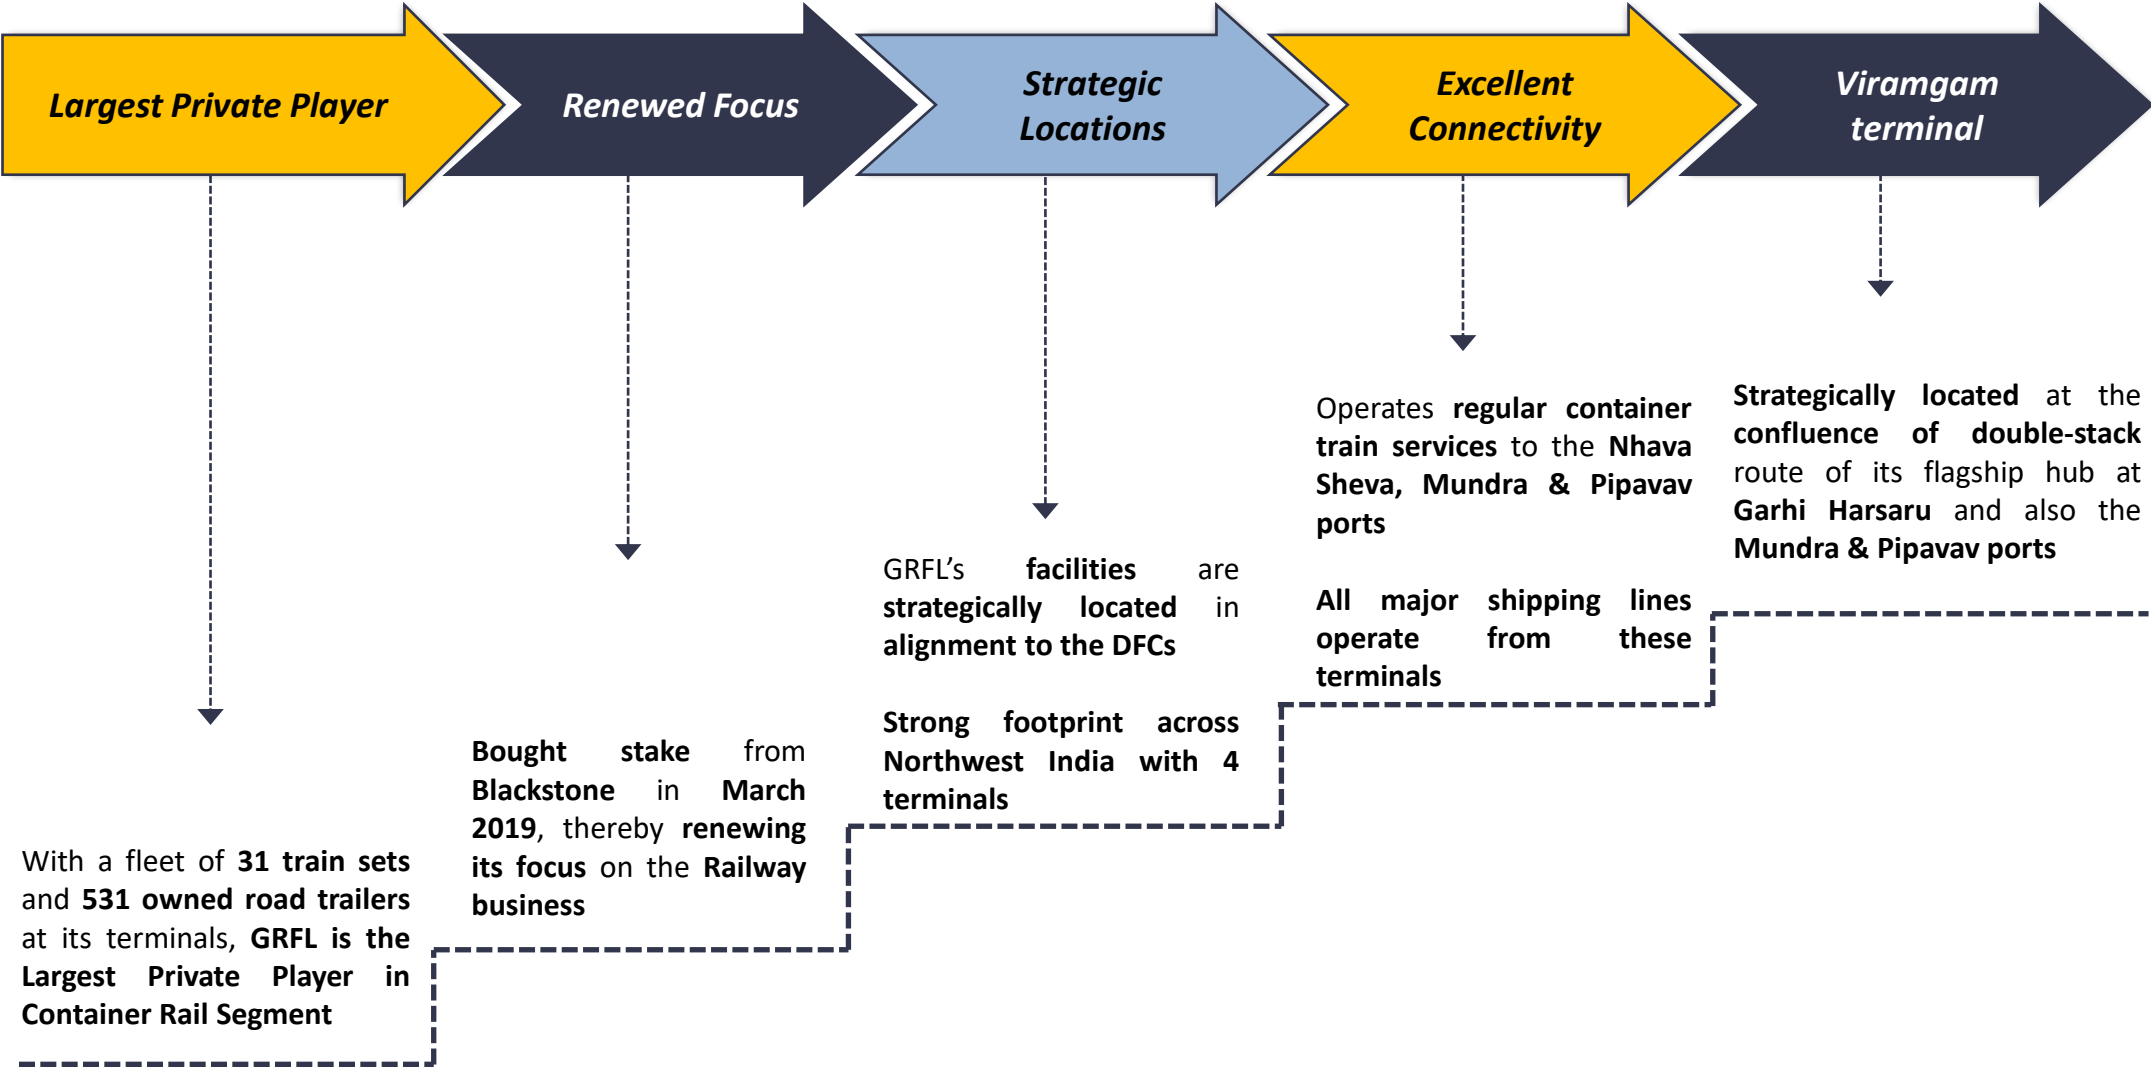 Largest Private Player
Renewed Focus
Strategic
Locations
Excellent
Connectivity
Viramgam
terminal
With a fleet of 31 train sets
and 531 owned road trailers
at its terminals, GRFL is the
Largest Private Player in
Container Rail Segment
Bought stake from
Blackstone in March
2019, thereby renewing
its focus on the Railway
business
GRFL’s facilities are
strategically located in
alignment to the DFCs
Strong footprint across
Northwest India with 4
terminals
Operates regular container
train services to the Nhava
Sheva, Mundra & Pipavav
ports
All major shipping lines
operate from these
terminals
Strategically located at the
confluence of double-stack
route of its flagship hub at
Garhi Harsaru and also the
Mundra & Pipavav ports